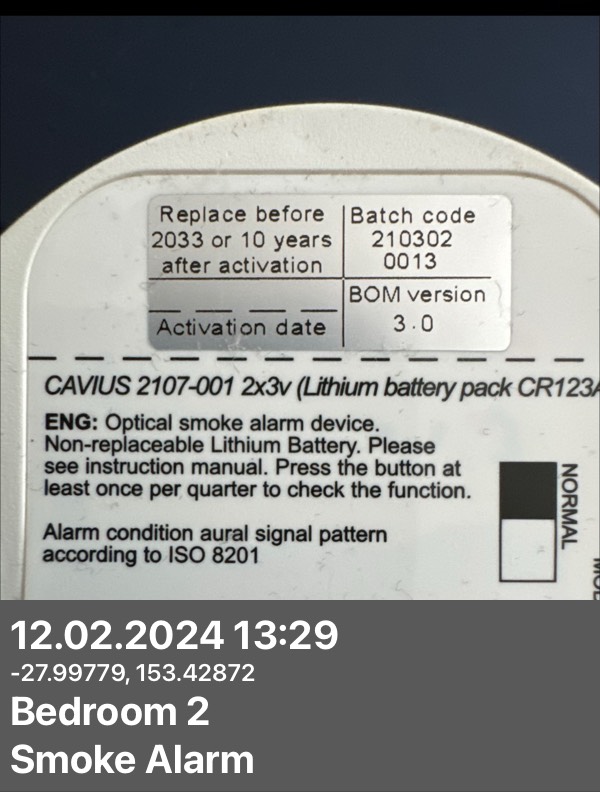 Replace before
2033 or 10 years
after activation
Batch code
210302
0013
Activation date
BOM version
3.0
CAVIUS 2107-001 2x3v (Lithium battery pack CR123A
ENG: Optical smoke alarm device.
Non-replaceable Lithium Battery. Please
see instruction manual. Press the button at
least once per quarter to check the function.
Alarm condition aural signal pattern
according to ISO 8201
NORMAL
12.02.2024 13:29
-27.99779, 153.42872
Bedroom 2
Smoke Alarm